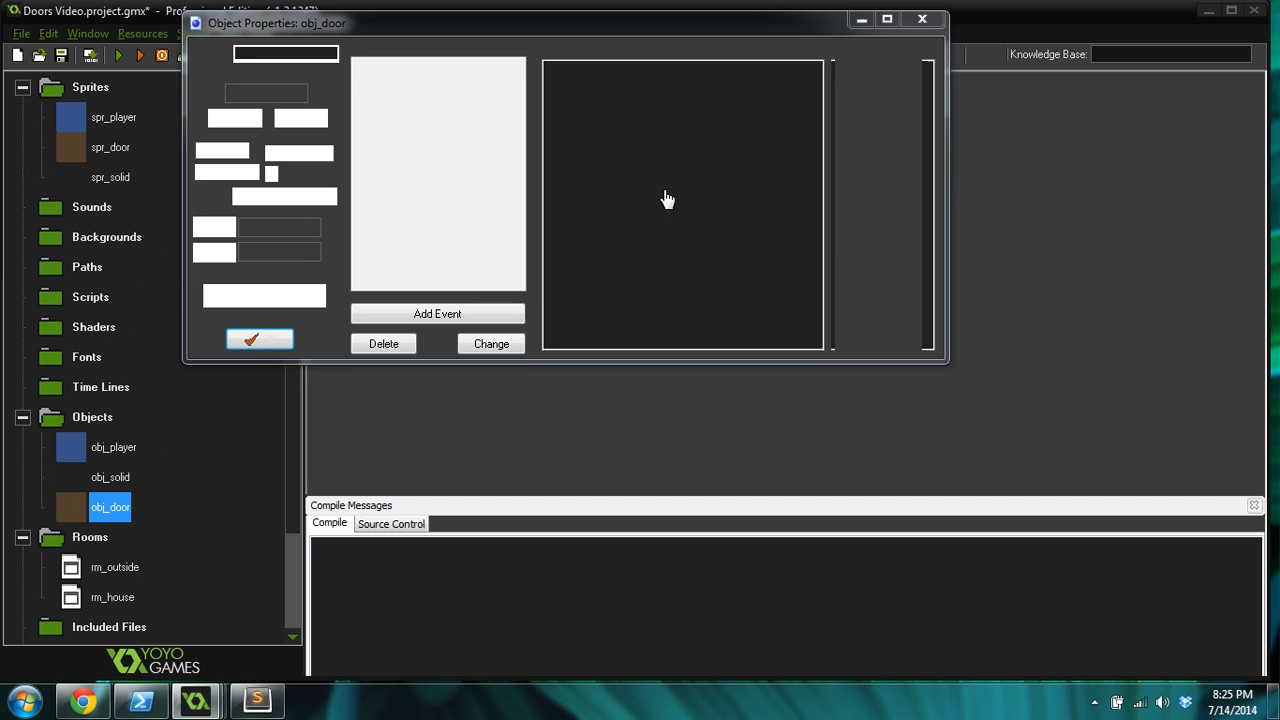 Doors Video.project.gmx* - Professional
Object Properties: obj_door
File Edit Window Resources
Knowledge Base:
Sprites
spr_player
spr_door
spr_solid
Sounds
Backgrounds
Paths
Scripts
Shaders
Fonts
Time Lines
Objects
obj_player
obj_solid
obj_door
Rooms
rm_outside
rm_house
Included Files
YOYO
GAMES
Add Event
Delete Change
Compile Messages
Compile Source Control
8:25 PM
7/14/2014